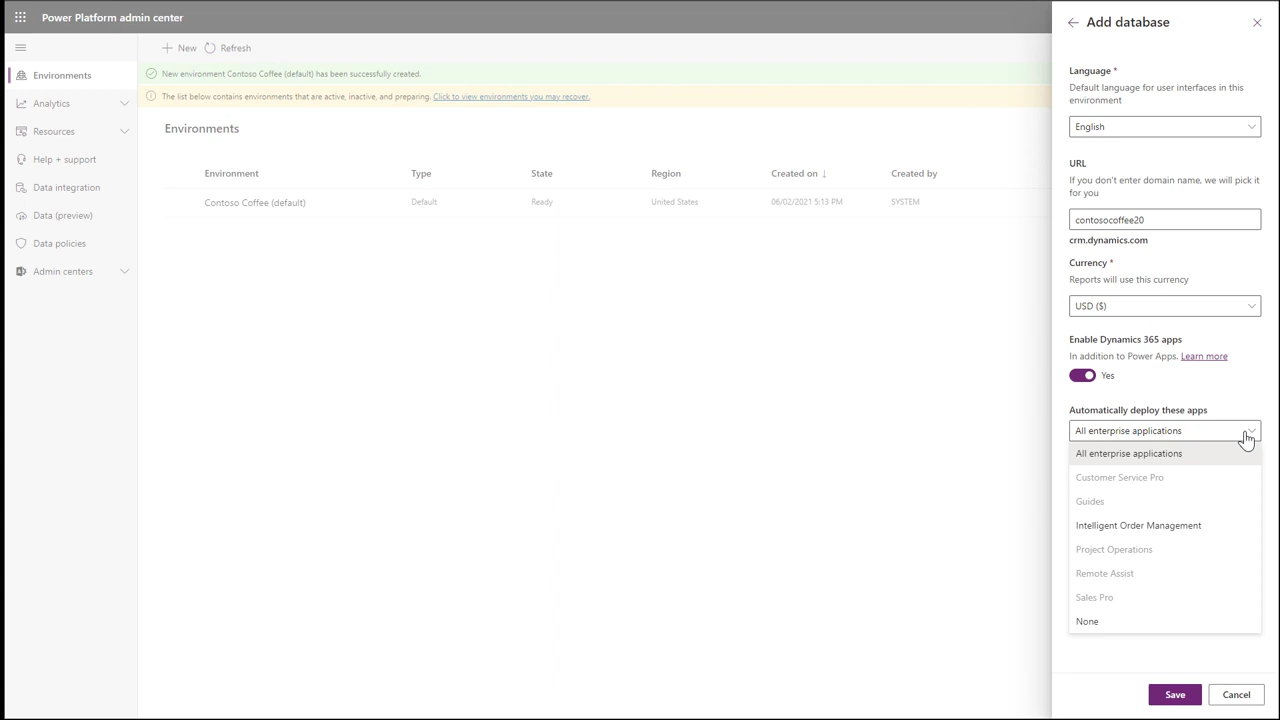 Power Platform admin center
New
Refresh
Environments
Analytics
Resources
Help + support
Data integration
Data (preview)
Data policies
Admin centers
New environment Contoso Coffee (default) has been successfully created.
The list below contains environments that are active, inactive, and preparing. Click to view environments you may recover.
Environments
Environment Type State Region Created on ↓ Created by
Contoso Coffee (default) Default Ready United States 06/02/2021 5:13 PM SYSTEM
Add database
Language *
Default language for user interfaces in this
environment
English
URL
If you don't enter domain name, we will pick it
for you
contosocoffee20
crm.dynamics.com
Currency *
Reports will use this currency
USD ($)
Enable Dynamics 365 apps
In addition to Power Apps. Learn more
Yes
Automatically deploy these apps
All enterprise applications
All enterprise applications
Customer Service Pro
Guides
Intelligent Order Management
Project Operations
Remote Assist
Sales Pro
None
Save
Cancel